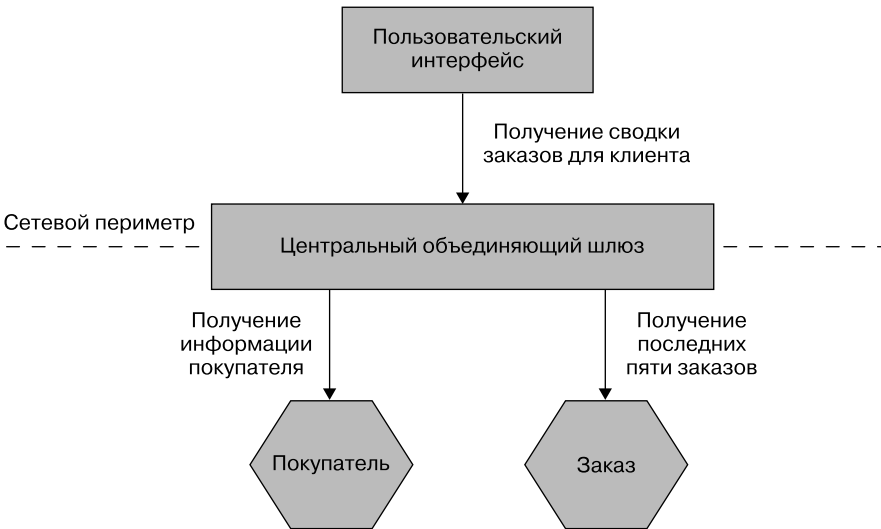 Пользовательский
интерфейс
Получение сводки
заказов для клиента
Сетевой периметр
Центральный объединяющий шлюз
Получение
информации
покупателя
Получение
последних
пяти заказов
Покупатель
Заказ